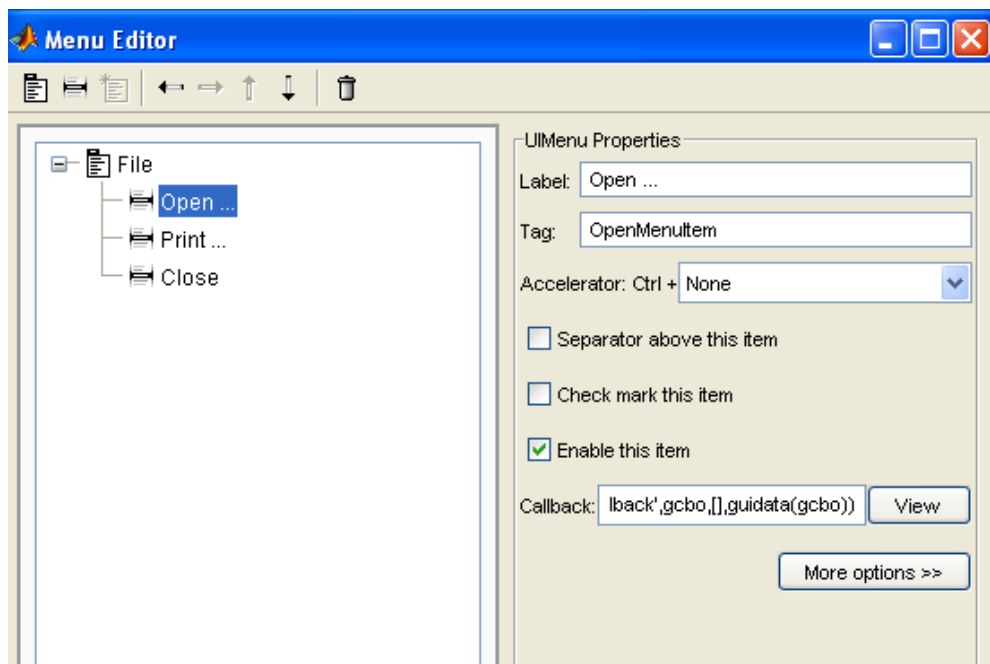 Menu Editor
File
Open ...
Print ...
Close
UIMenu Properties
Label: Open ...
Tag: OpenMenuItem
Accelerator: Ctrl + None
Separator above this item
Check mark this item
Enable this item
Callback: lback',gcbo,[],guidata(gcbo)) View
More options >>